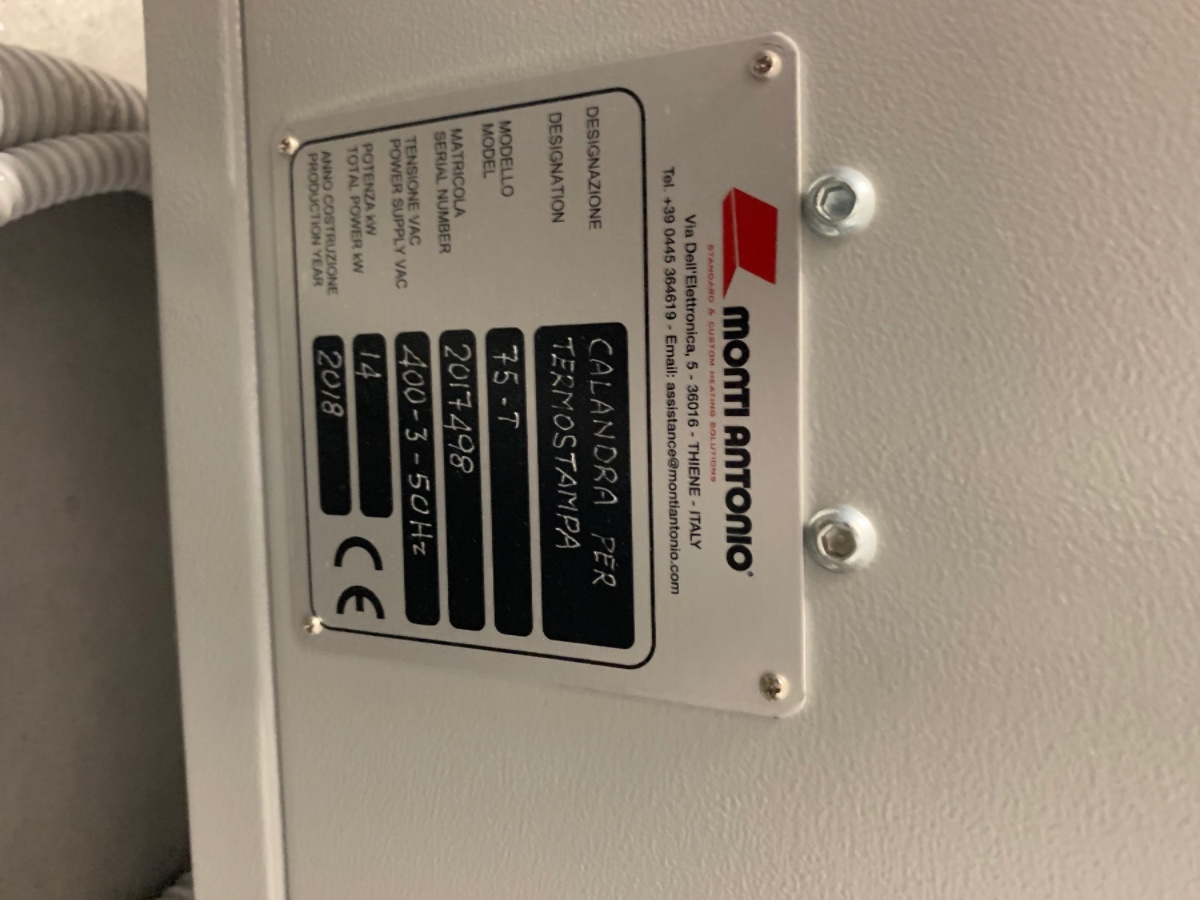 MONTI ANTONIO®
STANDARD & CUSTOM HEATING SOLUTIONS
Via Dell'Elettronica, 5 - 36016 - THIENE - ITALY
Tel. +39 0445 364619 - Email: assistance@montiantonio.com
DESIGNAZIONE CALANDRA PER
DESIGNATION TERMOSTAMPA
MODELLO
MODEL 75-T
MATRICOLA
SERIAL NUMBER 2017498
TENSIONE VAC
POWER SUPPLY VAC 400-3-50Hz
POTENZA kW
TOTAL POWER kW 14
ANNO COSTRUZIONE
PRODUCTION YEAR 2018
CE